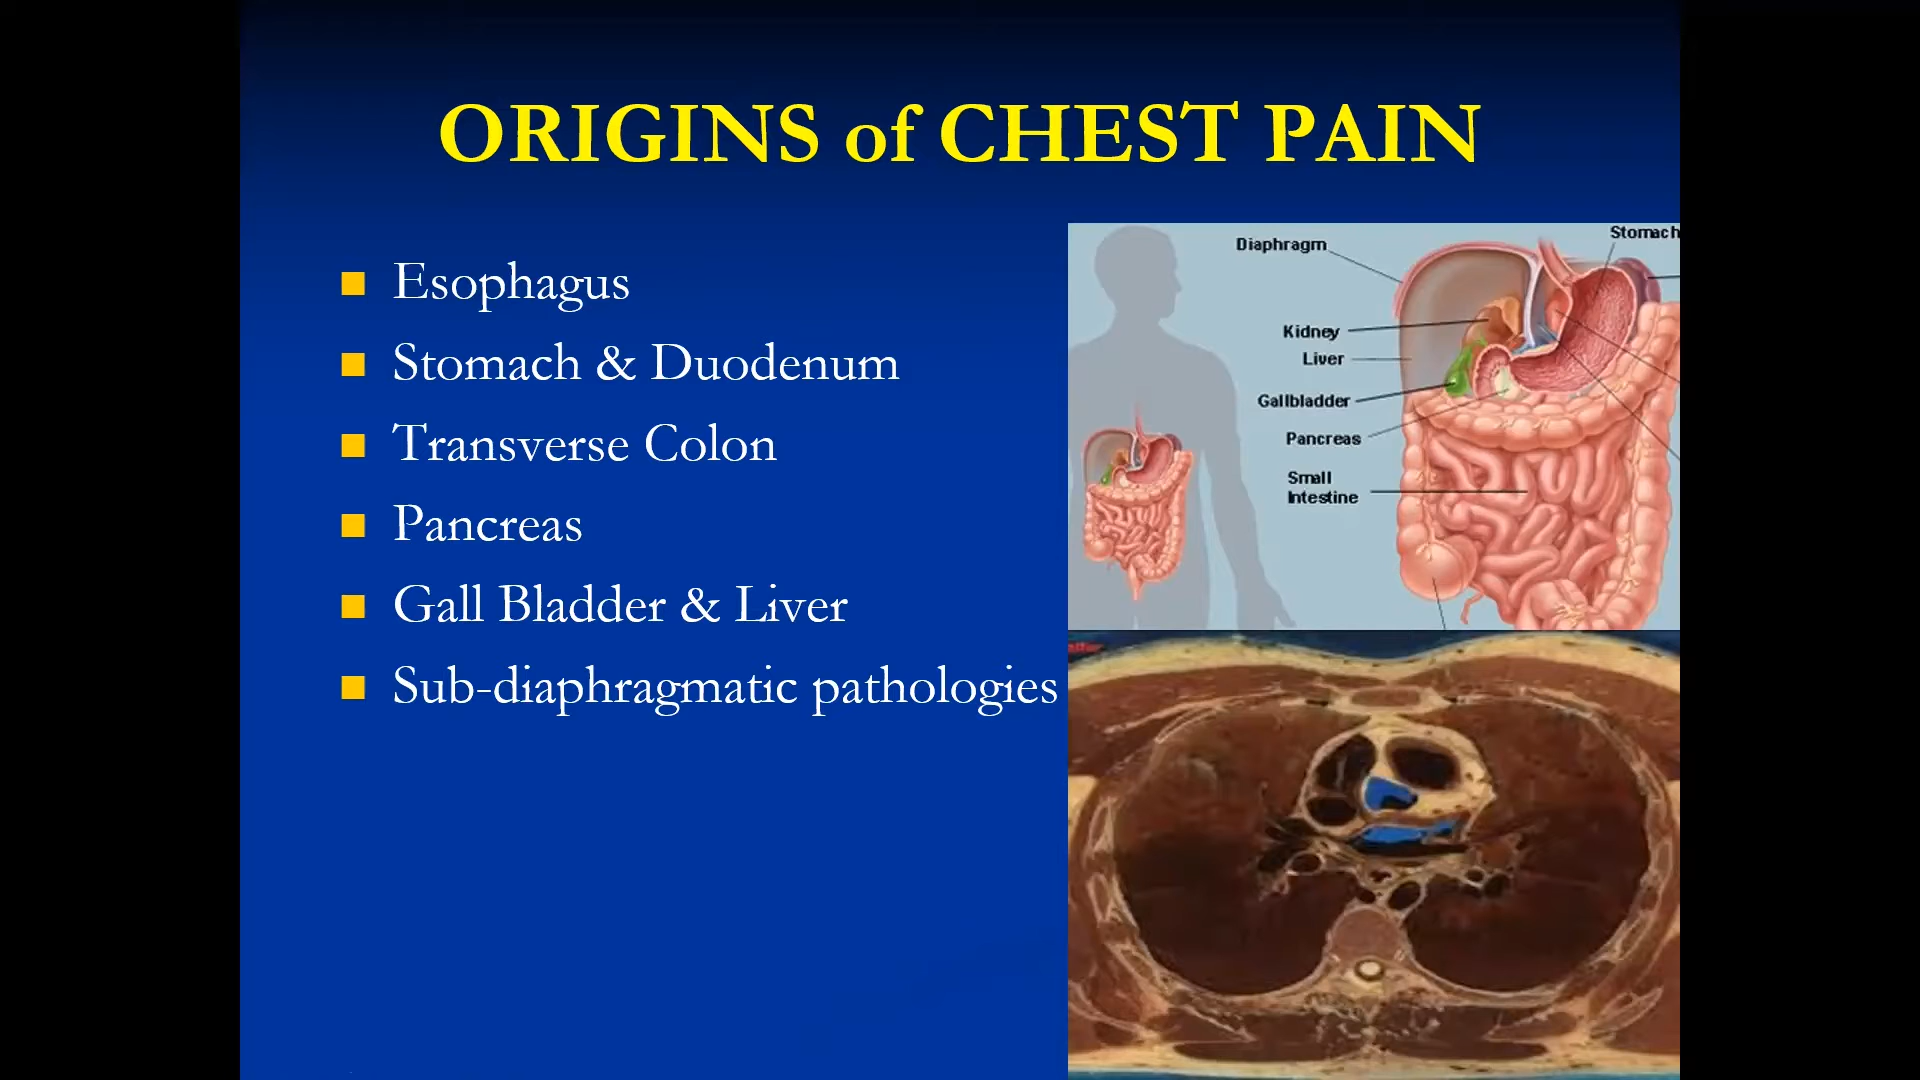 ORIGINS of CHEST PAIN
Esophagus
Stomach & Duodenum
Transverse Colon
Pancreas
Gall Bladder & Liver
Sub-diaphragmatic pathologies
Stomach
Diaphragm
Kidney
Liver
Gallbladder
Pancreas
Small
Intestine